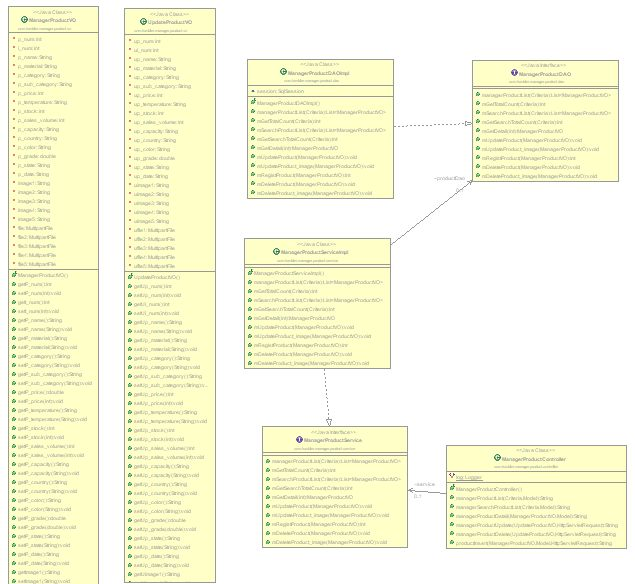 <<Java Class>>
ManagerProductVO
p_num:int
i_num:int
p_name:String
p_material:String
p_category:String
p_sub_category:String
p_price:int
p_temperature:String
p_stock:int
p_sales_volume:int
p_capacity:String
p_country:String
p_color:String
p_grade:double
p_state:String
p_date:String
image1:String
image2:String
image3:String
image4:String
image5:String
file:MultipartFile
file2:MultipartFile
file3:MultipartFile
file4:MultipartFile
file5:MultipartFile
ManagerProductVO()
getP_num():int
setP_num(int):void
getI_num():int
setI_num(int):void
getP_name():String
setP_name(String):void
getP_material():String
setP_material(String):void
getP_category():String
setP_category(String):void
getP_sub_category():String
setP_sub_category(String):void
getP_price():double
setP_price(int):void
getP_temperature():String
setP_temperature(String):void
getP_stock():int
setP_stock(int):void
getP_sales_volume():int
setP_sales_volume(int):void
getP_capacity():String
setP_capacity(String):void
getP_country():String
setP_country(String):void
getP_color():String
setP_color(String):void
getP_grade():double
setP_grade(double):void
getP_state():String
setP_state(String):void
getP_date():String
setP_date(String):void
getImage1():String
setImage1(String):void
<<Java Class>>
UpdateProductVO
up_num:int
ui_num:int
up_name:String
up_material:String
up_category:String
up_sub_category:String
up_price:int
up_temperature:String
up_stock:int
up_sales_volume:int
up_capacity:String
up_country:String
up_color:String
up_grade:double
up_state:String
up_date:String
uimage1:String
uimage2:String
uimage3:String
uimage4:String
uimage5:String
ufile1:MultipartFile
ufile2:MultipartFile
ufile3:MultipartFile
ufile4:MultipartFile
ufile5:MultipartFile
UpdateProductVO()
getUp_num():int
setUp_num(int):void
getUi_num():int
setUi_num(int):void
getUp_name():String
setUp_name(String):void
getUp_material():String
setUp_material(String):void
getUp_category():String
setUp_category(String):void
getUp_sub_category():String
setUp_sub_category(String):v...
getUp_price():int
setUp_price(int):void
getUp_temperature():String
setUp_temperature(String):void
getUp_stock():int
setUp_stock(int):void
getUp_sales_volume():int
setUp_sales_volume(int):void
getUp_capacity():String
setUp_capacity(String):void
getUp_country():String
setUp_country(String):void
getUp_color():String
setUp_color(String):void
getUp_grade():double
setUp_grade(double):void
getUp_state():String
setUp_state(String):void
getUp_date():String
setUp_date(String):void
getUimage1():String
<<Java Class>>
ManagerProductDAOImpl
session:SqlSession
ManagerProductDAOImpl()
managerproductList(Criteria):List<ManagerProductVO>
mGetTotalCount(Criteria):int
mSearchProductList(Criteria):List<ManagerProductVO>
mGetSearchTotalCount(Criteria):int
mGetDetail(int):ManagerProductVO
mUpdateProduct(ManagerProductVO):void
mUpdateProduct_image(ManagerProductVO):void
mRegistProduct(ManagerProductVO):int
mDeleteProduct(ManagerProductVO):void
mDeleteProduct_image(ManagerProductVO):void
<<Java Interface>>
ManagerProductDAO
managerproductList(Criteria):List<ManagerProductVO>
mGetTotalCount(Criteria):int
mSearchProductList(Criteria):List<ManagerProductVO>
mGetSearchTotalCount(Criteria):int
mGetDetail(int):ManagerProductVO
mUpdateProduct(ManagerProductVO):void
mUpdateProduct_image(ManagerProductVO):void
mRegistProduct(ManagerProductVO):int
mDeleteProduct(ManagerProductVO):void
mDeleteProduct_image(ManagerProductVO):void
~productDao
<<Java Class>>
ManagerProductServiceImpl
ManagerProductServiceImpl()
managerproductList(Criteria):List<ManagerProductVO>
mGetTotalCount(Criteria):int
mSearchProductList(Criteria):List<ManagerProductVO>
mGetSearchTotalCount(Criteria):int
mGetDetail(int):ManagerProductVO
mUpdateProduct(ManagerProductVO):void
mUpdateProduct_image(ManagerProductVO):void
mRegistProduct(ManagerProductVO):int
mDeleteProduct(ManagerProductVO):void
mDeleteProduct_image(ManagerProductVO):void
<<Java Interface>>
ManagerProductService
managerproductList(Criteria):List<ManagerProductVO>
mGetTotalCount(Criteria):int
mSearchProductList(Criteria):List<ManagerProductVO>
mGetSearchTotalCount(Criteria):int
mGetDetail(int):ManagerProductVO
mUpdateProduct(ManagerProductVO):void
mUpdateProduct_image(ManagerProductVO):void
mRegistProduct(ManagerProductVO):int
mDeleteProduct(ManagerProductVO):void
mDeleteProduct_image(ManagerProductVO):void
-service
0..1
<<Java Class>>
ManagerProductController
log:Logger
ManagerProductController()
managerProductList(Criteria,Model):String
managerSearchProduct(Criteria,Model):String
managerProductDetail(ManagerProductVO,Model):String
managerProductUpdate(UpdateProductVO,HttpServletRequest):String
managerProductDelete(UpdateProductVO,HttpServletRequest):String
productInsert(ManagerProductVO,Model,HttpServletRequest):String